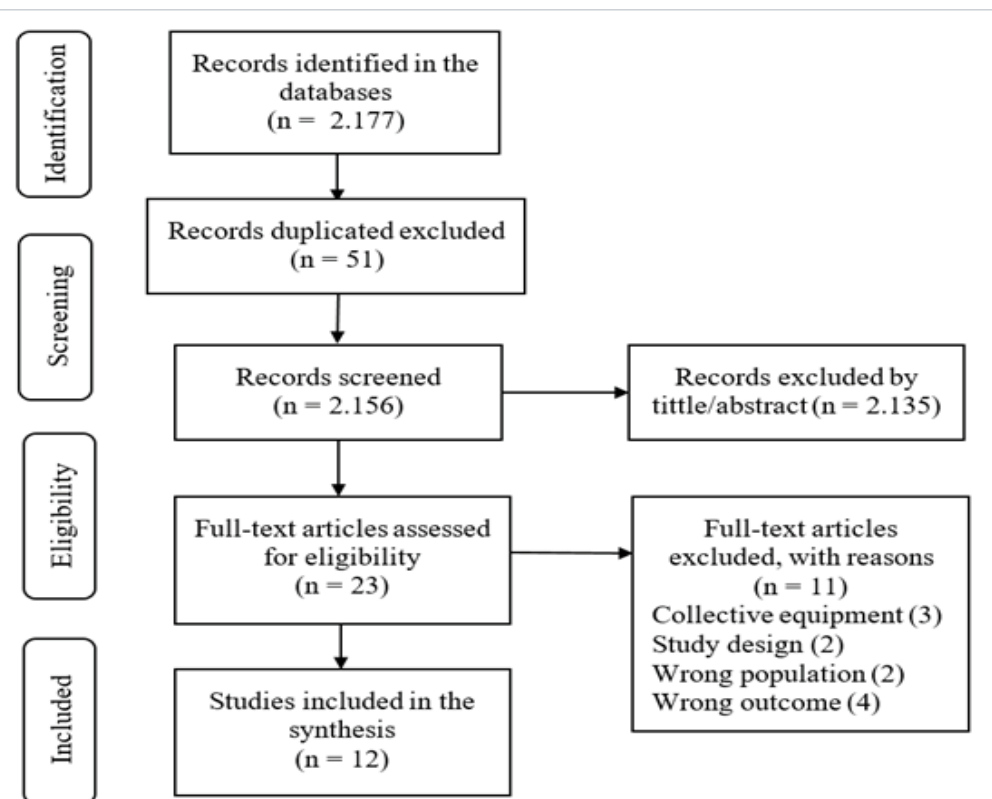 Identification
Records identified in the
databases
(n = 2.177)
Records duplicated excluded
(n = 51)
Screening
Records screened
(n = 2.156)
Records excluded by
tittle/abstract (n = 2.135)
Eligibility
Full-text articles assessed
for eligibility
(n = 23)
Full-text articles
excluded, with reasons
(n = 11)
Collective equipment (3)
Study design (2)
Wrong population (2)
Wrong outcome (4)
Included
Studies included in the
synthesis
(n = 12)